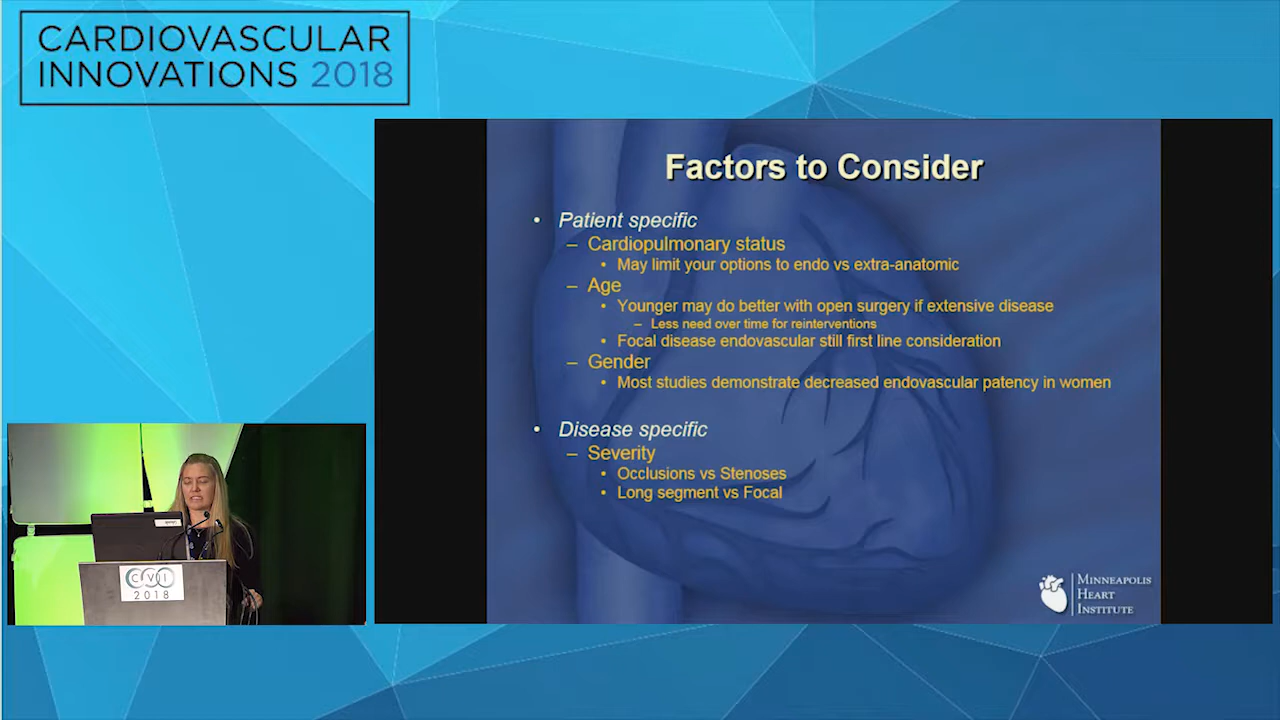 CARDIOVASCULAR
INNOVATIONS 2018
Factors to Consider
• Patient specific
– Cardiopulmonary status
• May limit your options to endo vs extra-anatomic
– Age
• Younger may do better with open surgery if extensive disease
– Less need over time for reinterventions
• Focal disease endovascular still first line consideration
– Gender
• Most studies demonstrate decreased endovascular patency in women
• Disease specific
– Severity
• Occlusions vs Stenoses
• Long segment vs Focal
MINNEAPOLIS
HEART
INSTITUTE
CVI
2018